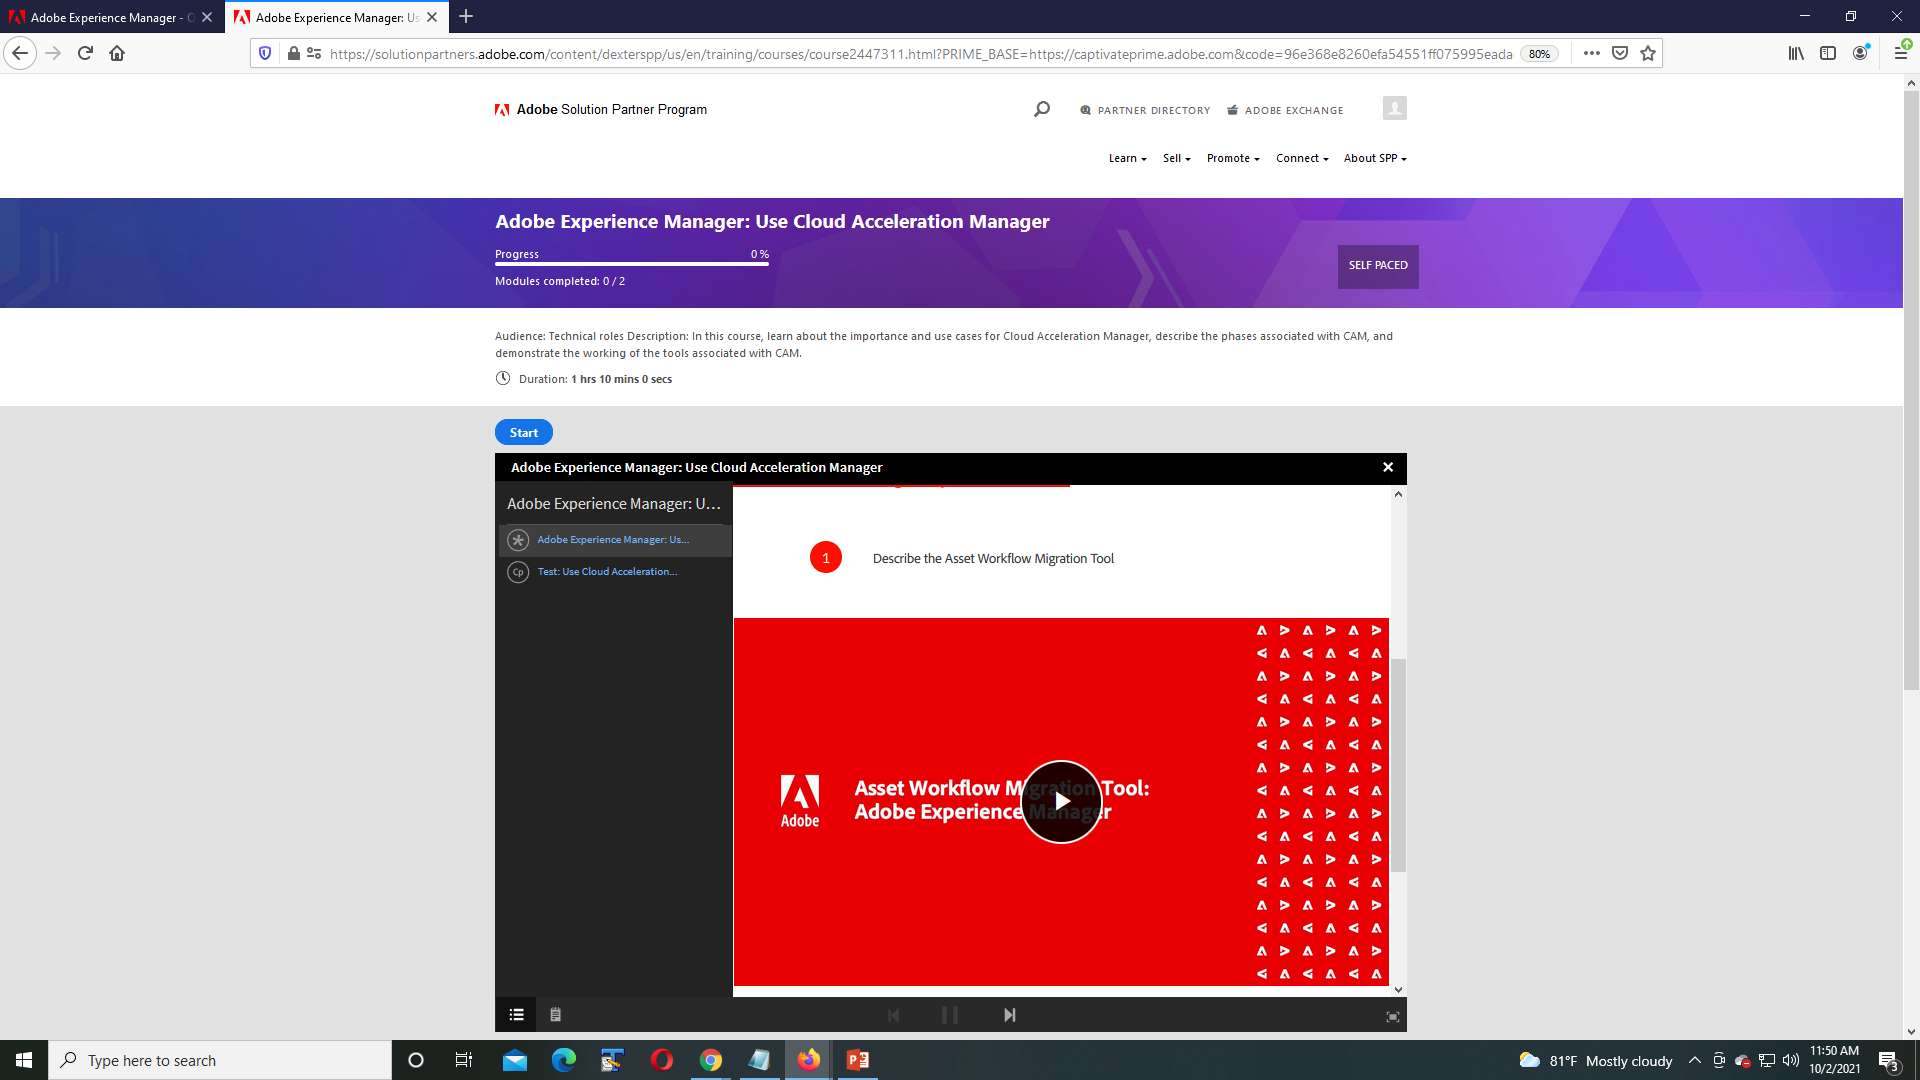 Adobe Experience Manager - O
Adobe Experience Manager: Us
https://solutionpartners.adobe.com/content/dexterspp/us/en/training/courses/course2447311.html?PRIME_BASE=https://captivateprime.adobe.com&code=96e368e8260efa54551ff075995eada
80%
Adobe Solution Partner Program
PARTNER DIRECTORY
ADOBE EXCHANGE
Learn
Sell
Promote
Connect
About SPP
Adobe Experience Manager: Use Cloud Acceleration Manager
Progress
0 %
SELF PACED
Modules completed: 0 / 2
Audience: Technical roles Description: In this course, learn about the importance and use cases for Cloud Acceleration Manager, describe the phases associated with CAM, and
demonstrate the working of the tools associated with CAM.
Duration: 1 hrs 10 mins 0 secs
Start
Adobe Experience Manager: Use Cloud Acceleration Manager
Adobe Experience Manager: U...
Adobe Experience Manager: Us...
Cp
Test: Use Cloud Acceleration...
1
Describe the Asset Workflow Migration Tool
Adobe
Asset Workflow Migration Tool:
Adobe Experience Manager
Type here to search
81°F Mostly cloudy
11:50 AM
10/2/2021
3